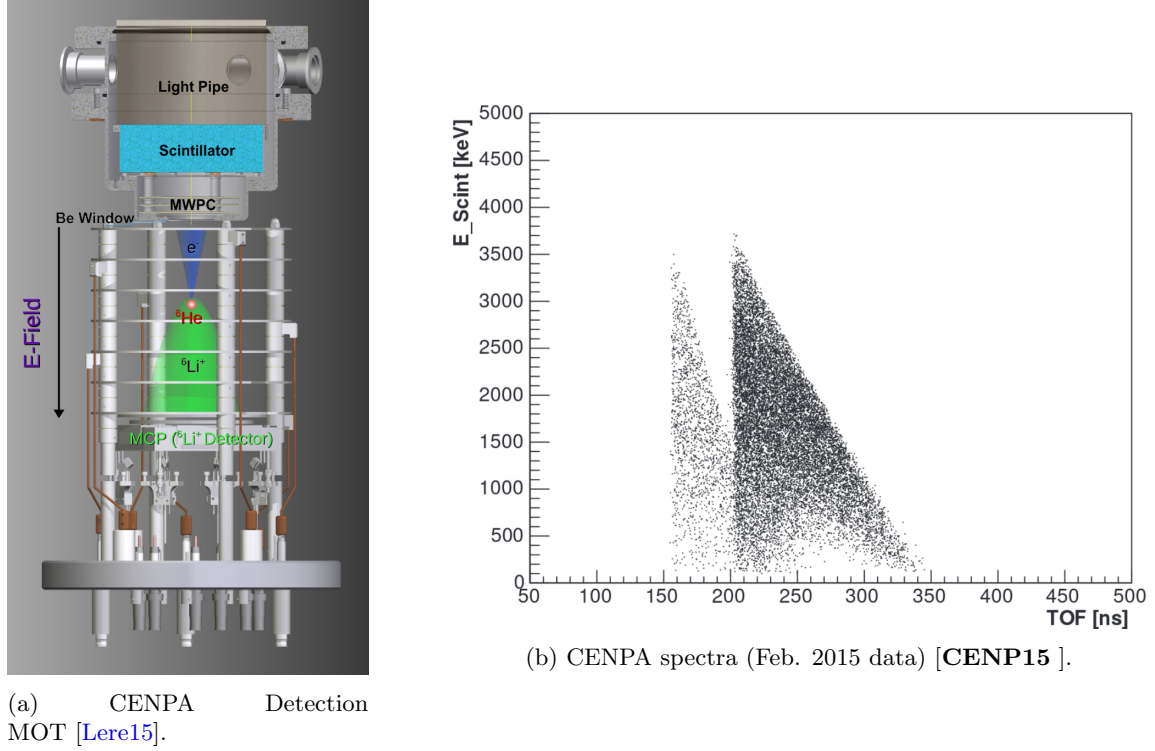 Light Pipe
Scintillator
MWPC
Be Window
e-
⁶He
⁶Li⁺
E-Field
MCP (⁶Li⁺ Detector)
(a) CENPA Detection
MOT [Lere15].
E_Scint [keV]
5000
4500
4000
3500
3000
2500
2000
1500
1000
500
0
50 100 150 200 250 300 350 400 450 500
TOF [ns]
(b) CENPA spectra (Feb. 2015 data) [CENP15 ].